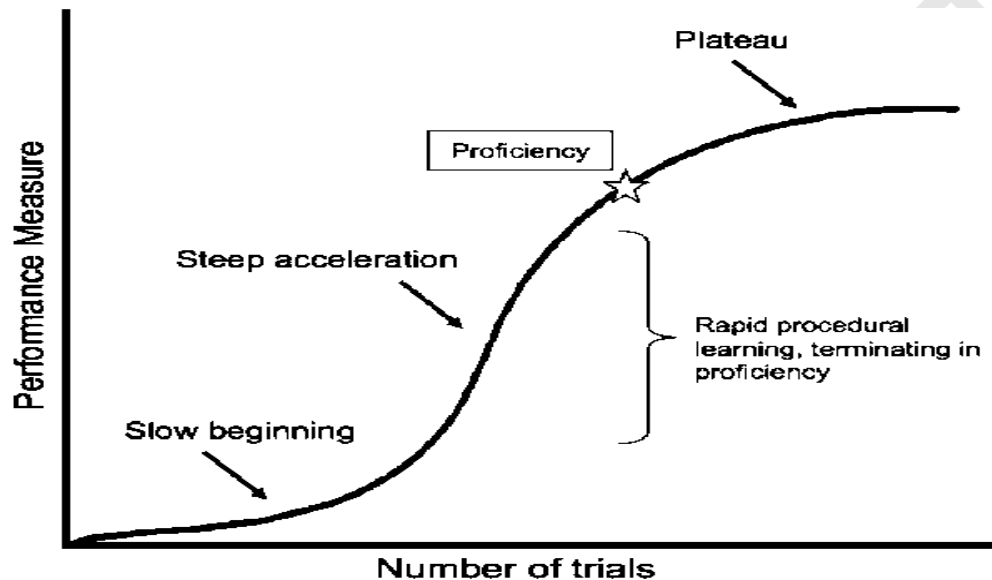 Plateau
Proficiency
Steep acceleration
Rapid procedural
learning, terminating in
proficiency
Slow beginning
Performance Measure
Number of trials